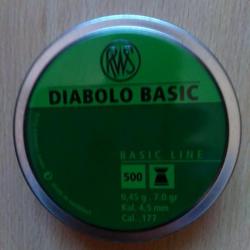 RWS
DIABOLO BASIC
BASIC LINE
500
0,45 g . 7.0 gr
Kal. 4,5 mm
Cal. .177